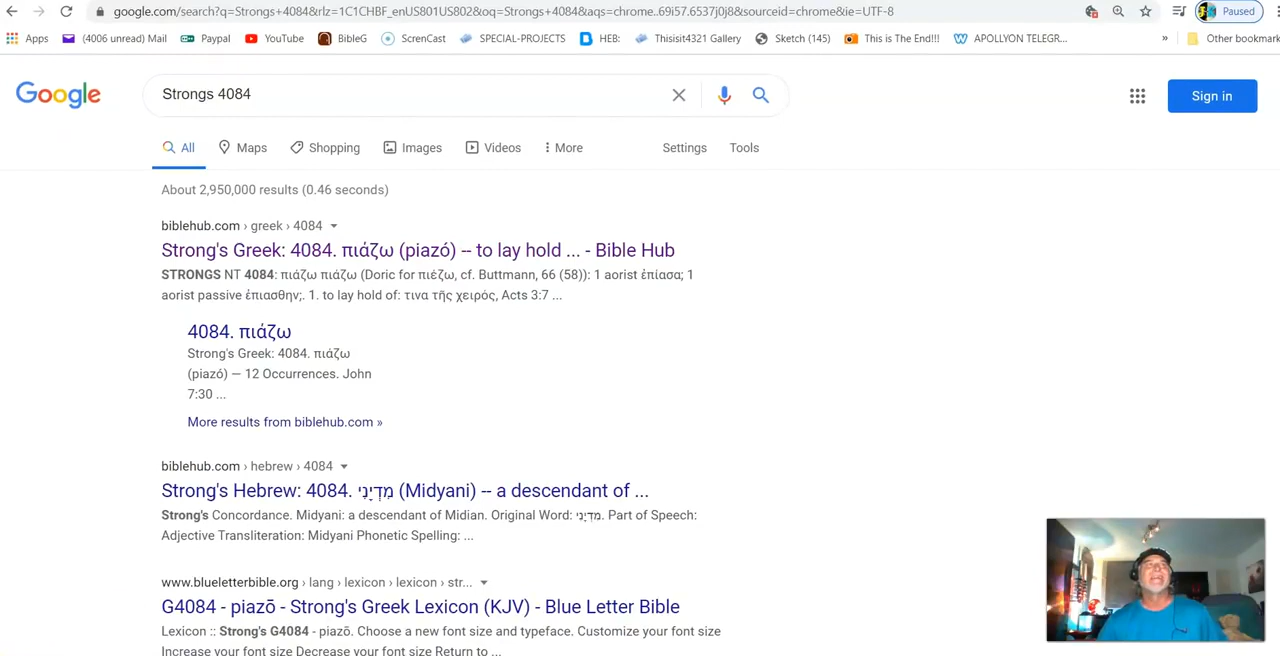 google.com/search?q=Strongs+4084&rlz=1C1CHBF_enUS801US802&oq=Strongs+4084&aqs=chrome..69i57.6537j0j8&sourceid=chrome&ie=UTF-8
Paused
Apps
(4006 unread) Mail
Paypal
YouTube
BibleG
ScrenCast
SPECIAL-PROJECTS
HEB:
Thisisit4321 Gallery
Sketch (145)
This is The End!!!
APOLLYON TELEGR...
»
Other bookmark
Google
Strongs 4084
Sign in
All
Maps
Shopping
Images
Videos
More
Settings
Tools
About 2,950,000 results (0.46 seconds)
biblehub.com › greek › 4084
Strong's Greek: 4084. πιάζω (piazó) -- to lay hold ... - Bible Hub
STRONGS NT 4084: πιάζω πιάζω (Doric for πιέζω, cf. Buttmann, 66 (58)): 1 aorist ἐπίασα; 1
aorist passive ἐπιασθην;. 1. to lay hold of: τινα τῆς χειρός, Acts 3:7 ...
4084. πιάζω
Strong's Greek: 4084. πιάζω
(piazó) — 12 Occurrences. John
7:30 ...
More results from biblehub.com »
biblehub.com › hebrew › 4084
Strong's Hebrew: 4084. מִדְיָנִי (Midyani) -- a descendant of ...
Strong's Concordance. Midyani: a descendant of Midian. Original Word: מִדְיָנִי. Part of Speech:
Adjective Transliteration: Midyani Phonetic Spelling: ...
www.blueletterbible.org › lang › lexicon › lexicon › str...
G4084 - piazō - Strong's Greek Lexicon (KJV) - Blue Letter Bible
Lexicon :: Strong's G4084 - piazō. Choose a new font size and typeface. Customize your font size
Increase your font size Decrease your font size Return to ...